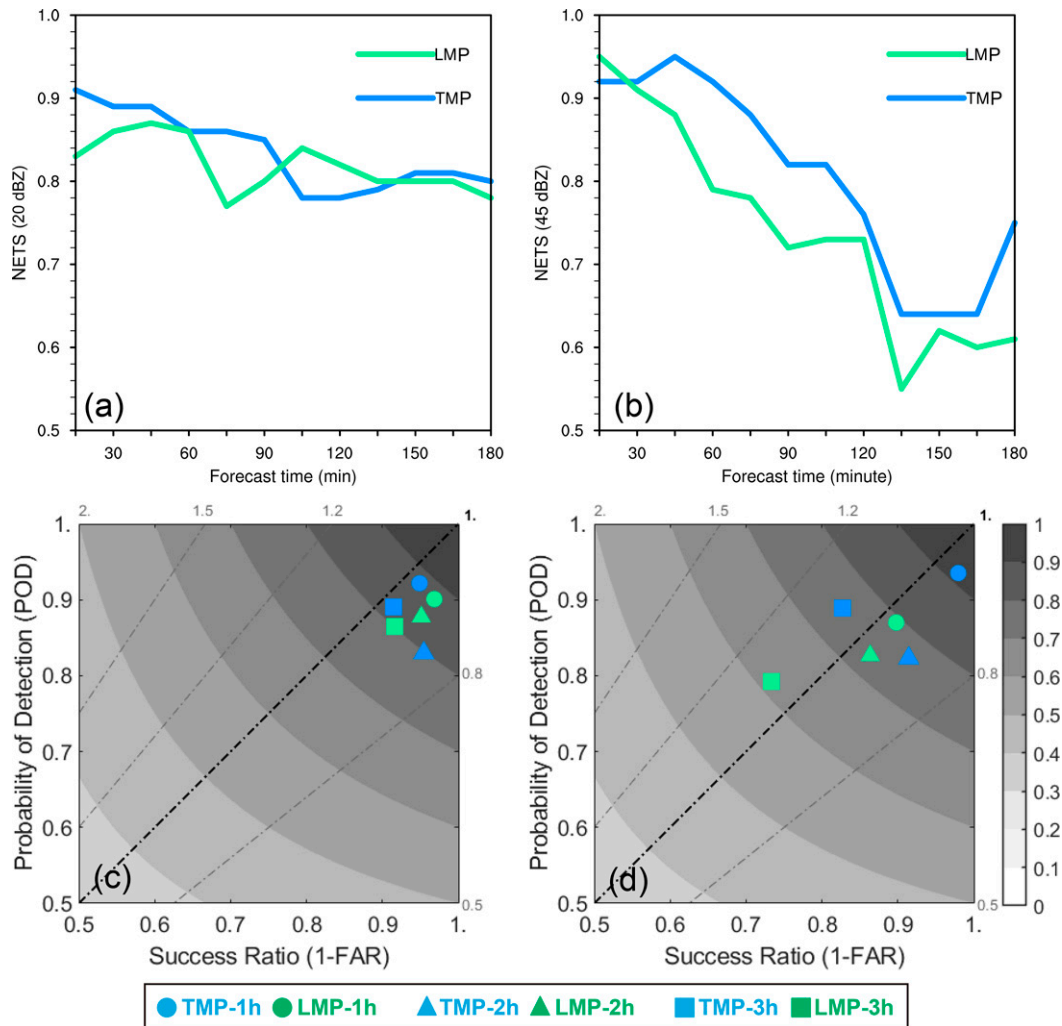 LMP
TMP
NETS (20 dBZ)
0.9
0.8
0.7
0.6
0.5
(a)
30 60 90 120 150 180
Forecast time (min)
LMP
TMP
NETS (45 dBZ)
0.9
0.8
0.7
0.6
0.5
(b)
30 60 90 120 150 180
Forecast time (minute)
2. 1.5 1.2 1.
1.
0.9
0.8
0.7
0.6
0.5
0.8
0.5
Probability of Detection (POD)
(c)
0.5 0.6 0.7 0.8 0.9 1.
Success Ratio (1-FAR)
2. 1.5 1.2 1.
1.
0.9
0.8
0.7
0.6
0.5
0.8
0.5
Probability of Detection (POD)
(d)
0.5 0.6 0.7 0.8 0.9 1.
Success Ratio (1-FAR)
1
0.9
0.8
0.7
0.6
0.5
0.4
0.3
0.2
0.1
0
TMP-1h LMP-1h TMP-2h LMP-2h TMP-3h LMP-3h